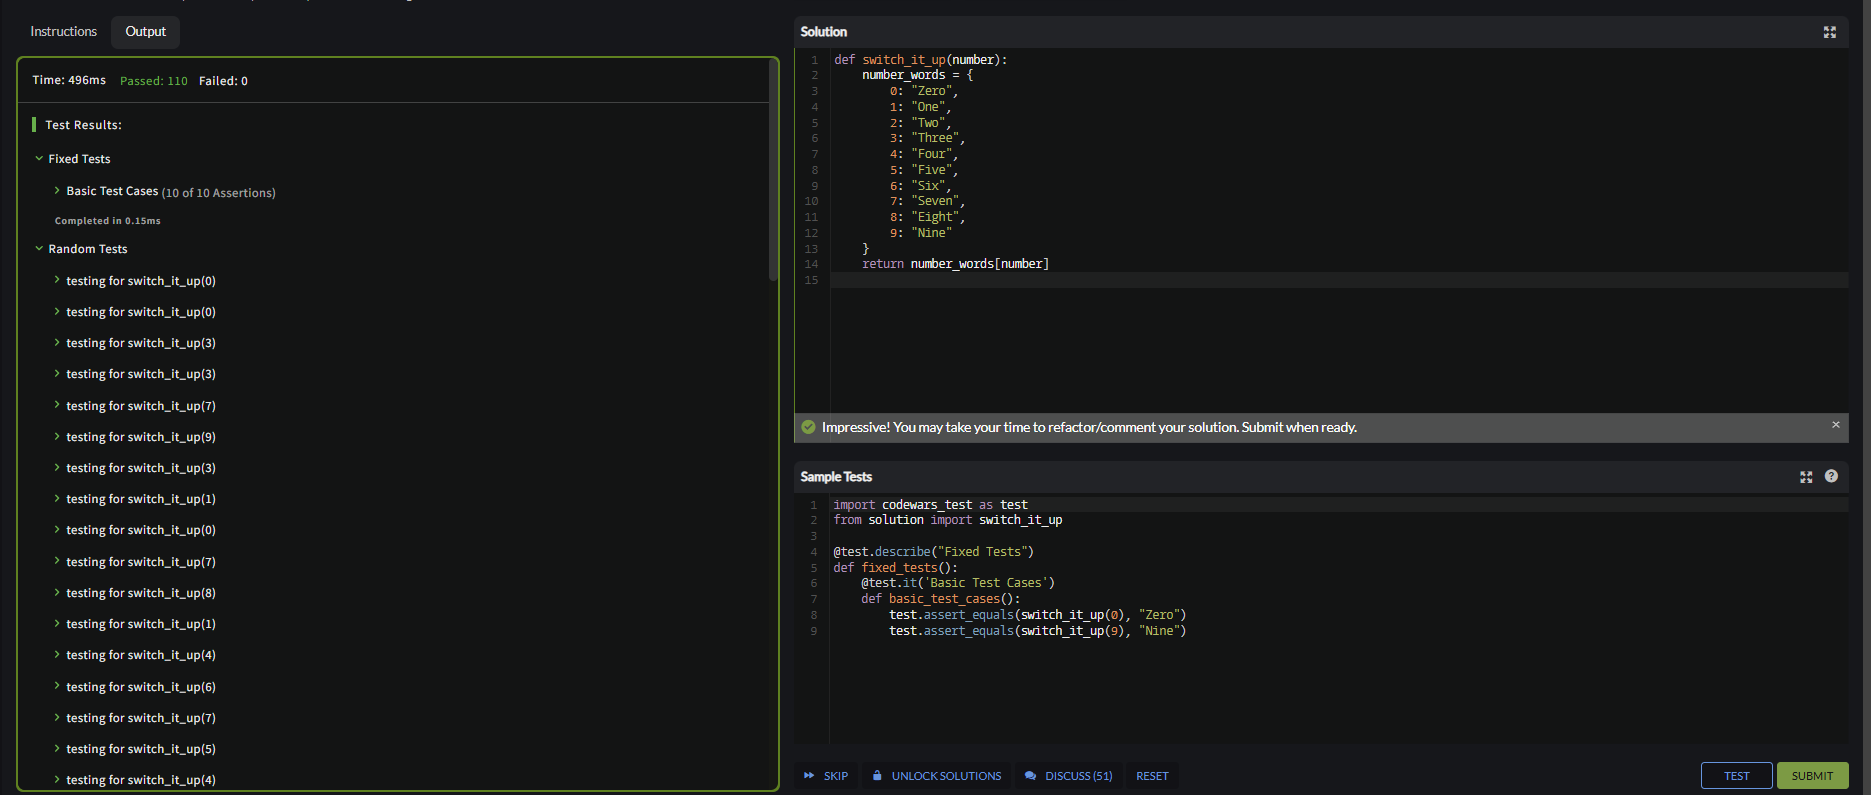 Instructions
Output
Time: 496ms Passed: 110 Failed: 0
Test Results:
Fixed Tests
Basic Test Cases (10 of 10 Assertions)
Completed in 0.15ms
Random Tests
testing for switch_it_up(0)
testing for switch_it_up(0)
testing for switch_it_up(3)
testing for switch_it_up(3)
testing for switch_it_up(7)
testing for switch_it_up(9)
testing for switch_it_up(3)
testing for switch_it_up(1)
testing for switch_it_up(0)
testing for switch_it_up(7)
testing for switch_it_up(8)
testing for switch_it_up(1)
testing for switch_it_up(4)
testing for switch_it_up(6)
testing for switch_it_up(7)
testing for switch_it_up(5)
testing for switch_it_up(4)
Solution
1 def switch_it_up(number):
2     number_words = {
3         0: "Zero",
4         1: "One",
5         2: "Two",
6         3: "Three",
7         4: "Four",
8         5: "Five",
9         6: "Six",
10         7: "Seven",
11         8: "Eight",
12         9: "Nine"
13     }
14     return number_words[number]
15
Impressive! You may take your time to refactor/comment your solution. Submit when ready. ×
Sample Tests ?
1 import codewars_test as test
2 from solution import switch_it_up
3
4 @test.describe("Fixed Tests")
5 def fixed_tests():
6     @test.it('Basic Test Cases')
7     def basic_test_cases():
8         test.assert_equals(switch_it_up(0), "Zero")
9         test.assert_equals(switch_it_up(9), "Nine")
SKIP
UNLOCK SOLUTIONS
DISCUSS (51)
RESET
TEST
SUBMIT